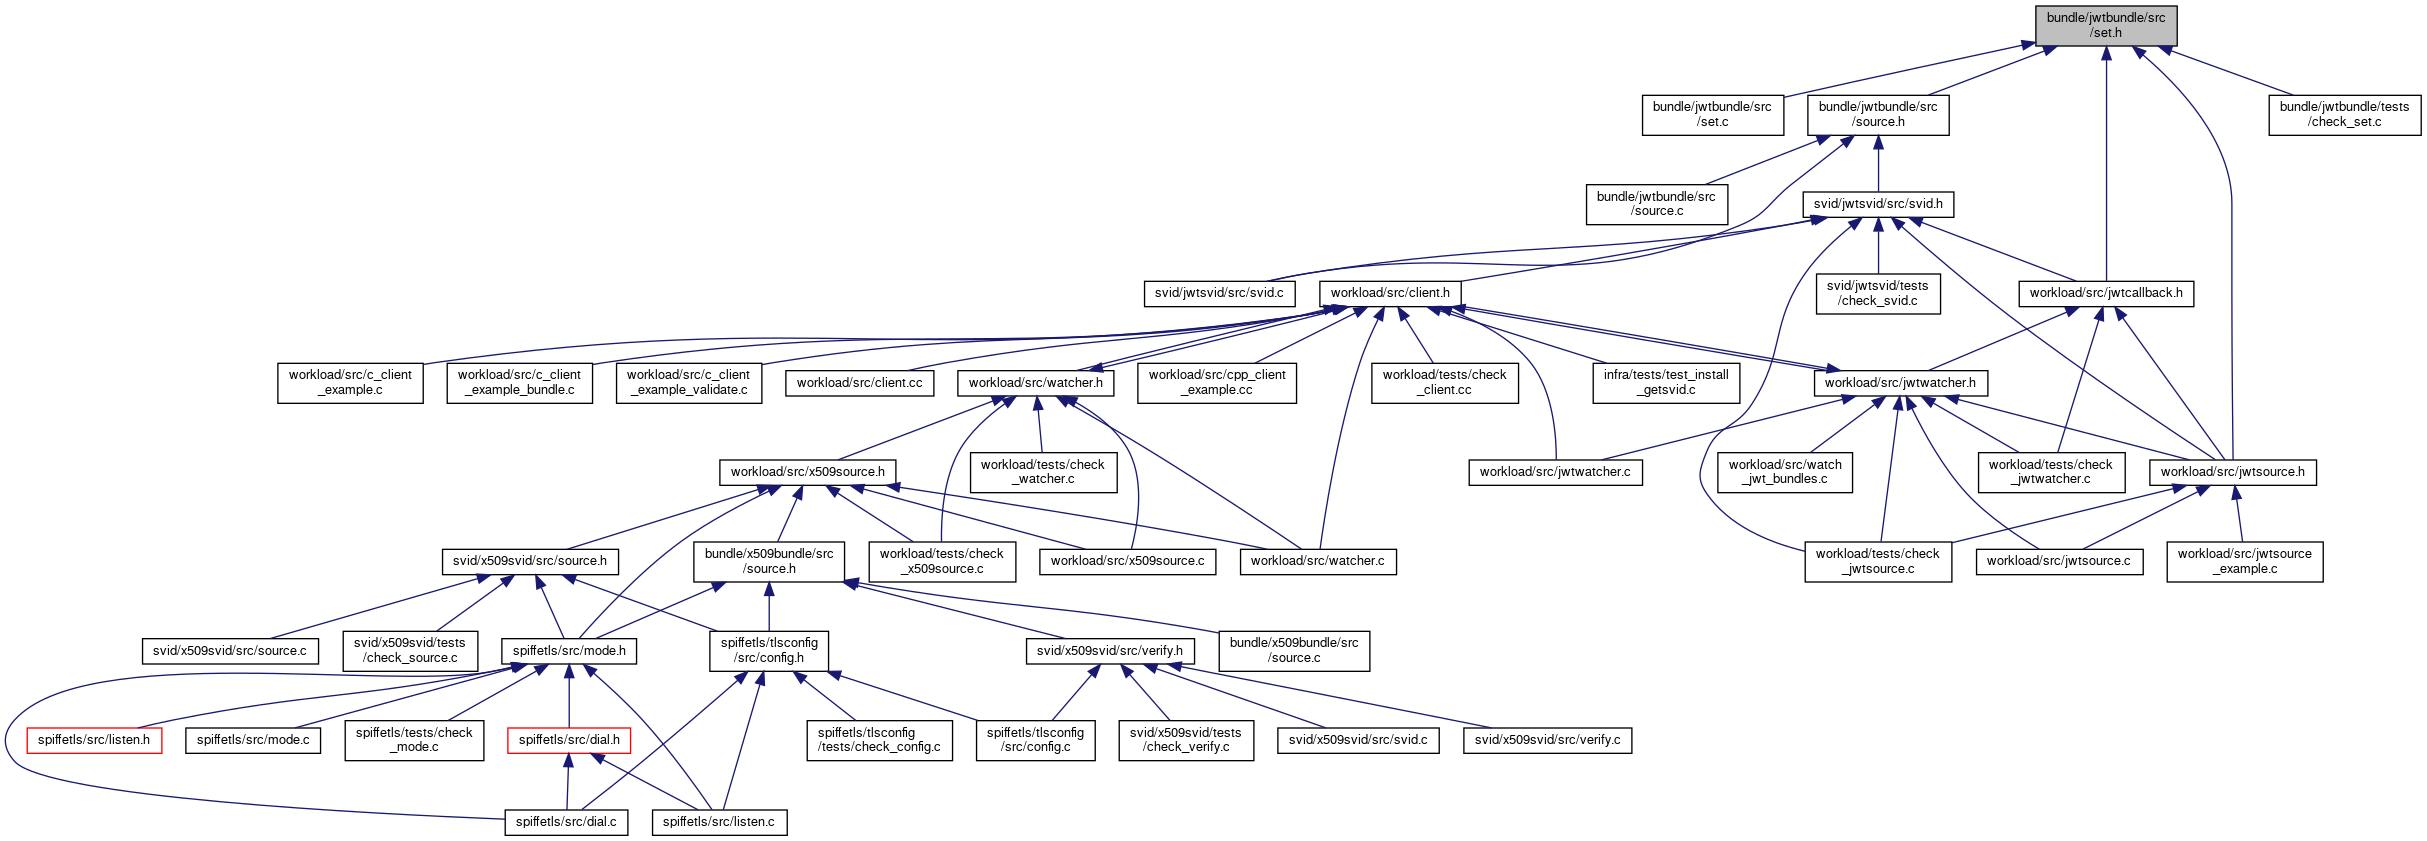 bundle/jwtbundle/src
/set.h
bundle/jwtbundle/src
/set.c
bundle/jwtbundle/src
/source.h
bundle/jwtbundle/tests
/check_set.c
bundle/jwtbundle/src
/source.c
svid/jwtsvid/src/svid.h
svid/jwtsvid/src/svid.c
workload/src/client.h
svid/jwtsvid/tests
/check_svid.c
workload/src/jwtcallback.h
workload/src/c_client
_example.c
workload/src/c_client
_example_bundle.c
workload/src/c_client
_example_validate.c
workload/src/client.cc
workload/src/watcher.h
workload/src/cpp_client
_example.cc
workload/tests/check
_client.cc
infra/tests/test_install
_getsvid.c
workload/src/jwtwatcher.h
workload/src/x509source.h
workload/tests/check
_watcher.c
workload/src/jwtwatcher.c
workload/src/watch
_jwt_bundles.c
workload/tests/check
_jwtwatcher.c
workload/src/jwtsource.h
svid/x509svid/src/source.h
bundle/x509bundle/src
/source.h
workload/tests/check
_x509source.c
workload/src/x509source.c
workload/src/watcher.c
workload/tests/check
_jwtsource.c
workload/src/jwtsource.c
workload/src/jwtsource
_example.c
svid/x509svid/src/source.c
svid/x509svid/tests
/check_source.c
spiffetls/src/mode.h
spiffetls/tlsconfig
/src/config.h
svid/x509svid/src/verify.h
bundle/x509bundle/src
/source.c
spiffetls/src/listen.h
spiffetls/src/mode.c
spiffetls/tests/check
_mode.c
spiffetls/src/dial.h
spiffetls/tlsconfig
/tests/check_config.c
spiffetls/tlsconfig
/src/config.c
svid/x509svid/tests
/check_verify.c
svid/x509svid/src/svid.c
svid/x509svid/src/verify.c
spiffetls/src/dial.c
spiffetls/src/listen.c